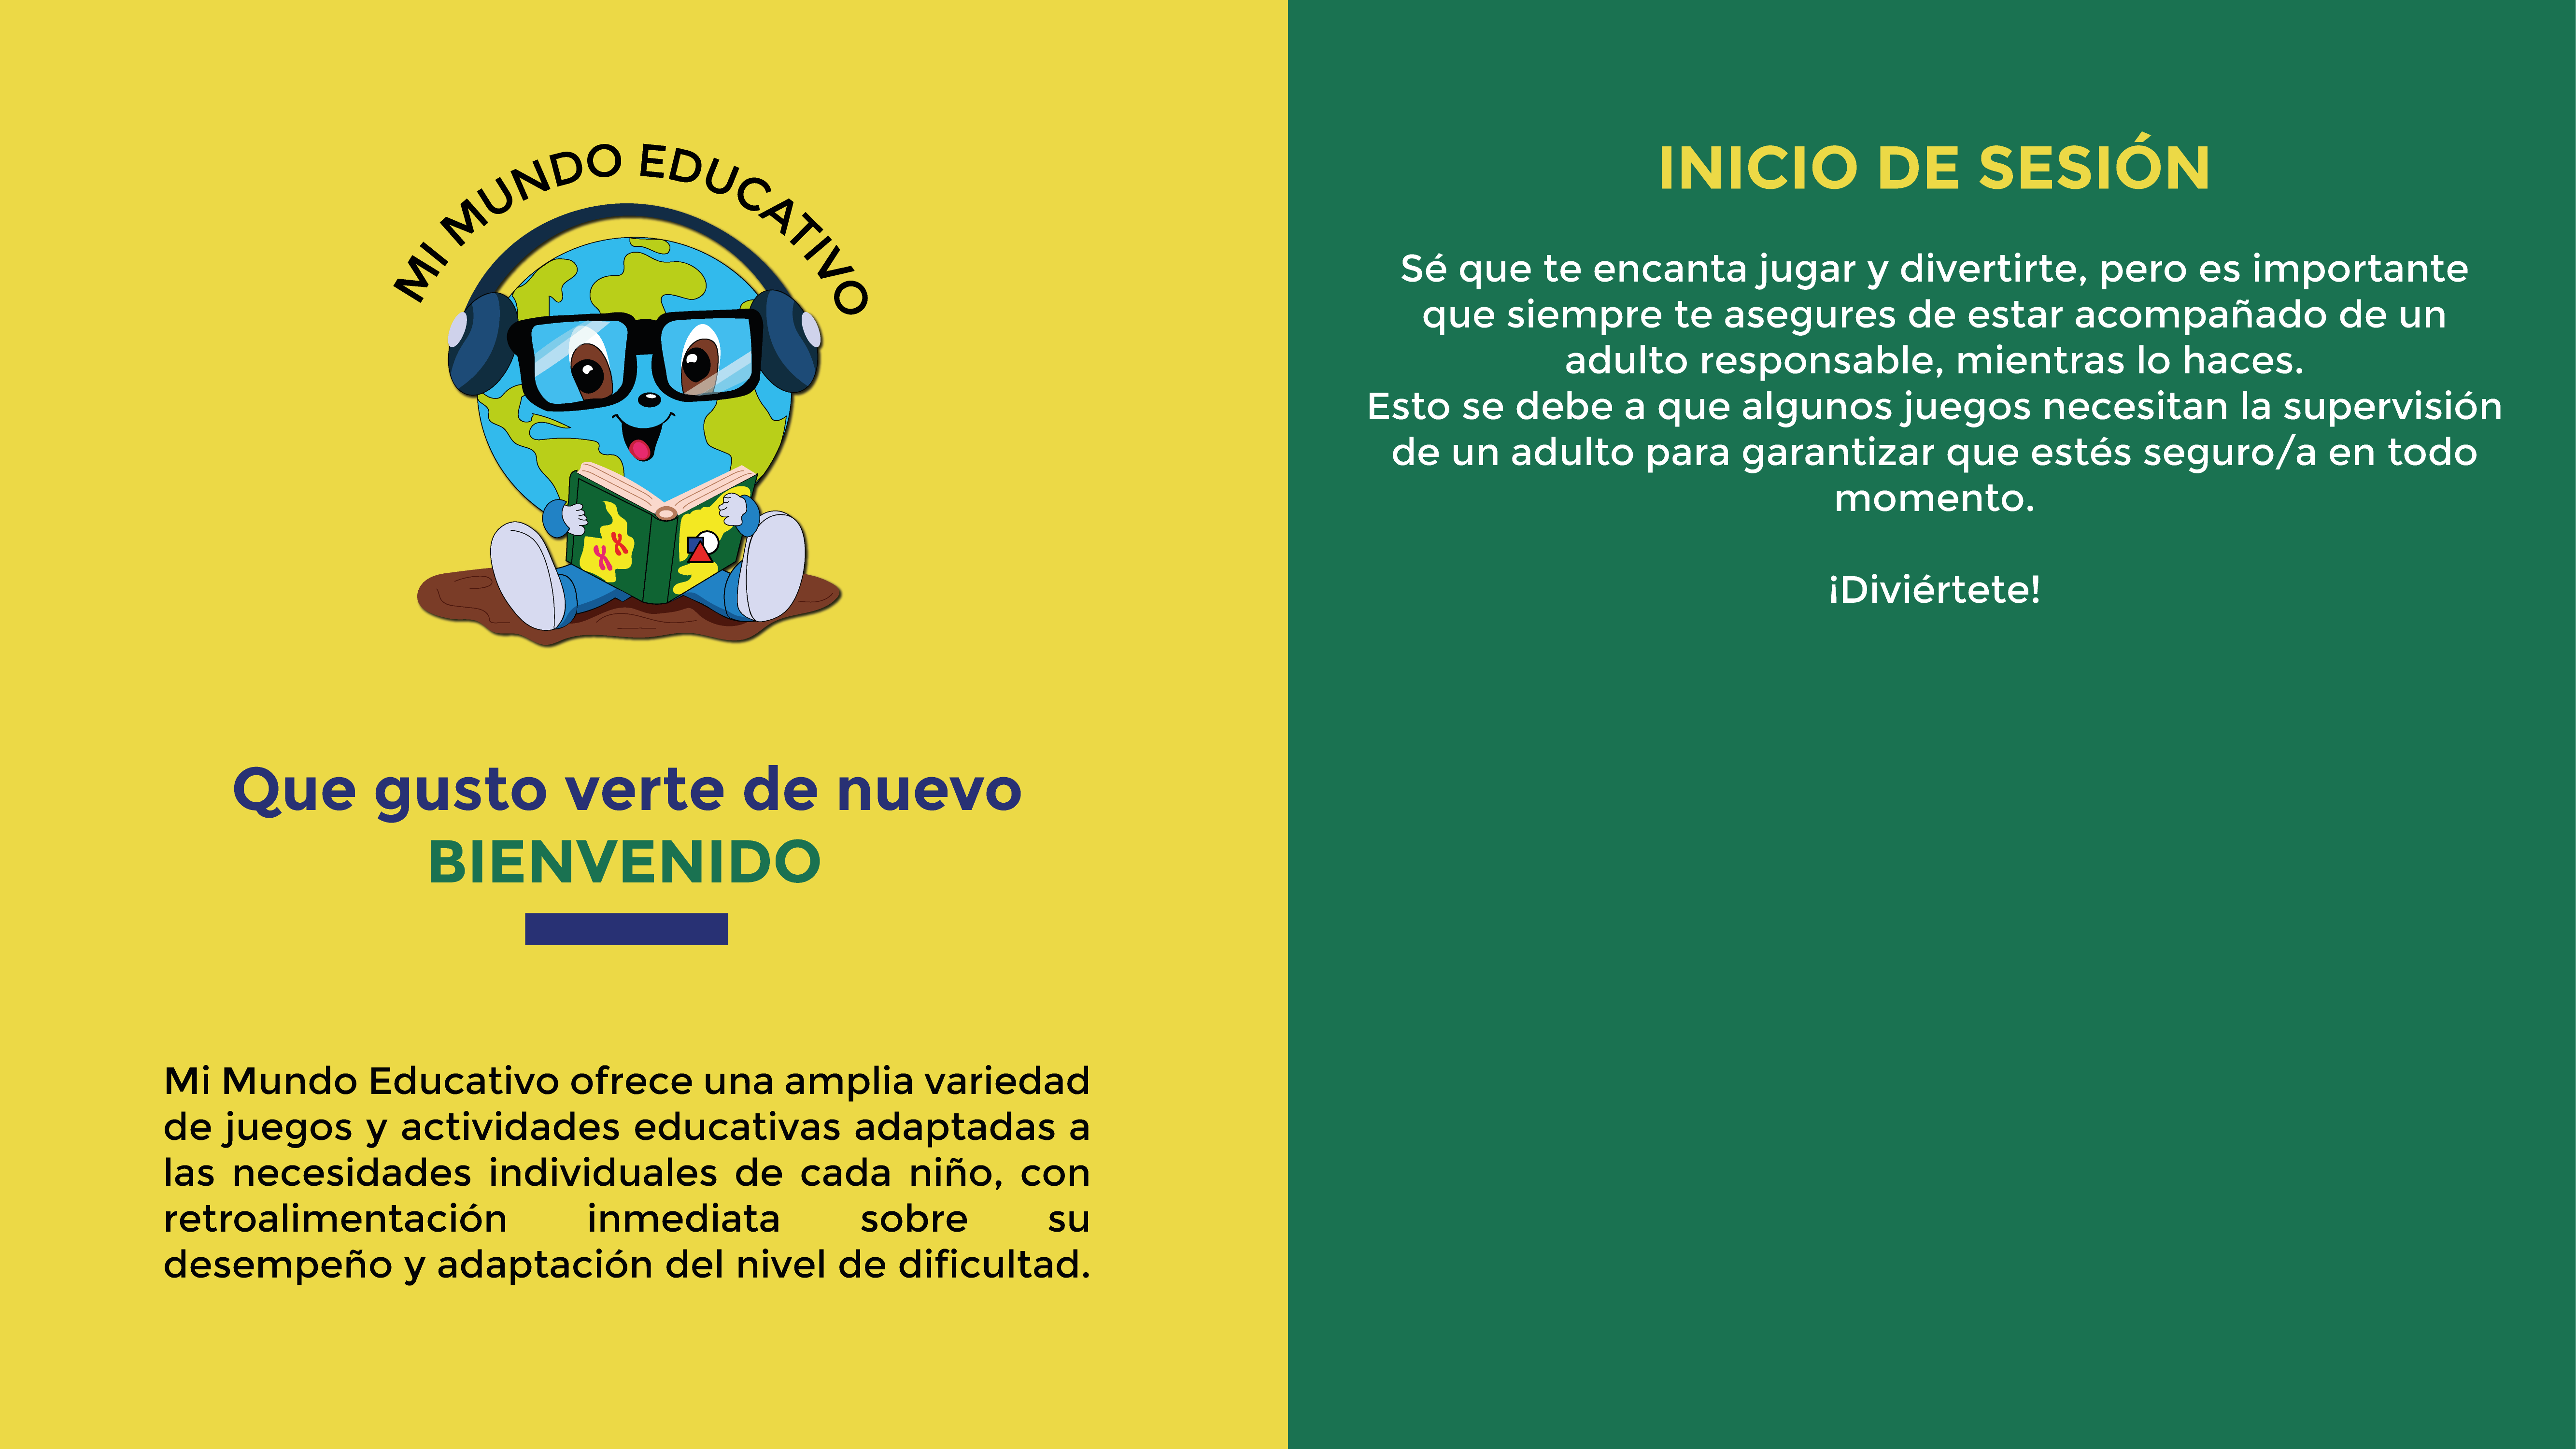 MI MUNDO EDUCATIVO
Que gusto verte de nuevo
BIENVENIDO
Mi Mundo Educativo ofrece una amplia variedad
de juegos y actividades educativas adaptadas a
las necesidades individuales de cada niño, con
retroalimentación inmediata sobre su
desempeño y adaptación del nivel de dificultad.
INICIO DE SESIÓN
Sé que te encanta jugar y divertirte, pero es importante
que siempre te asegures de estar acompañado de un
adulto responsable, mientras lo haces.
Esto se debe a que algunos juegos necesitan la supervisión
de un adulto para garantizar que estés seguro/a en todo
momento.
¡Diviértete!